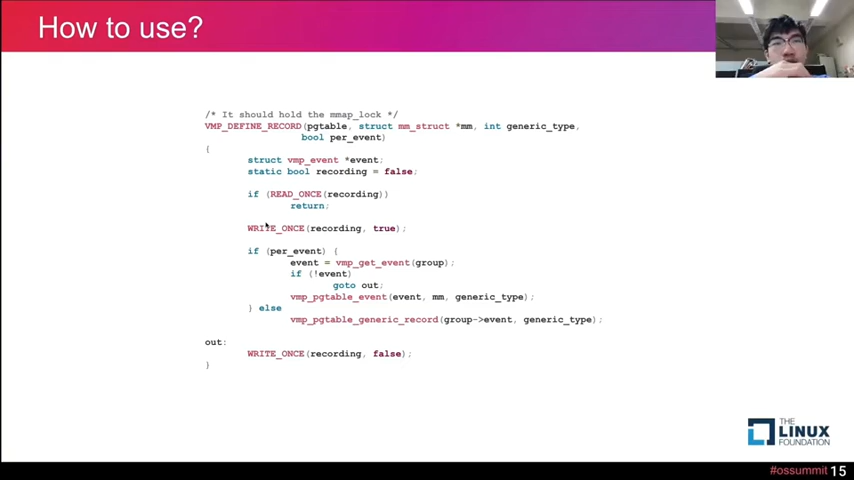 How to use?
/* It should hold the mmap_lock */
VMP_DEFINE_RECORD(pgtable, struct mm_struct *mm, int generic_type,
bool per_event)
{
struct vmp_event *event;
static bool recording = false;
if (READ_ONCE(recording))
return;
WRITE_ONCE(recording, true);
if (per_event) {
event = vmp_get_event(group);
if (!event)
goto out;
vmp_pgtable_event(event, mm, generic_type);
} else
vmp_pgtable_generic_record(group->event, generic_type);
out:
WRITE_ONCE(recording, false);
}
THE
LINUX
FOUNDATION
#ossummit 15